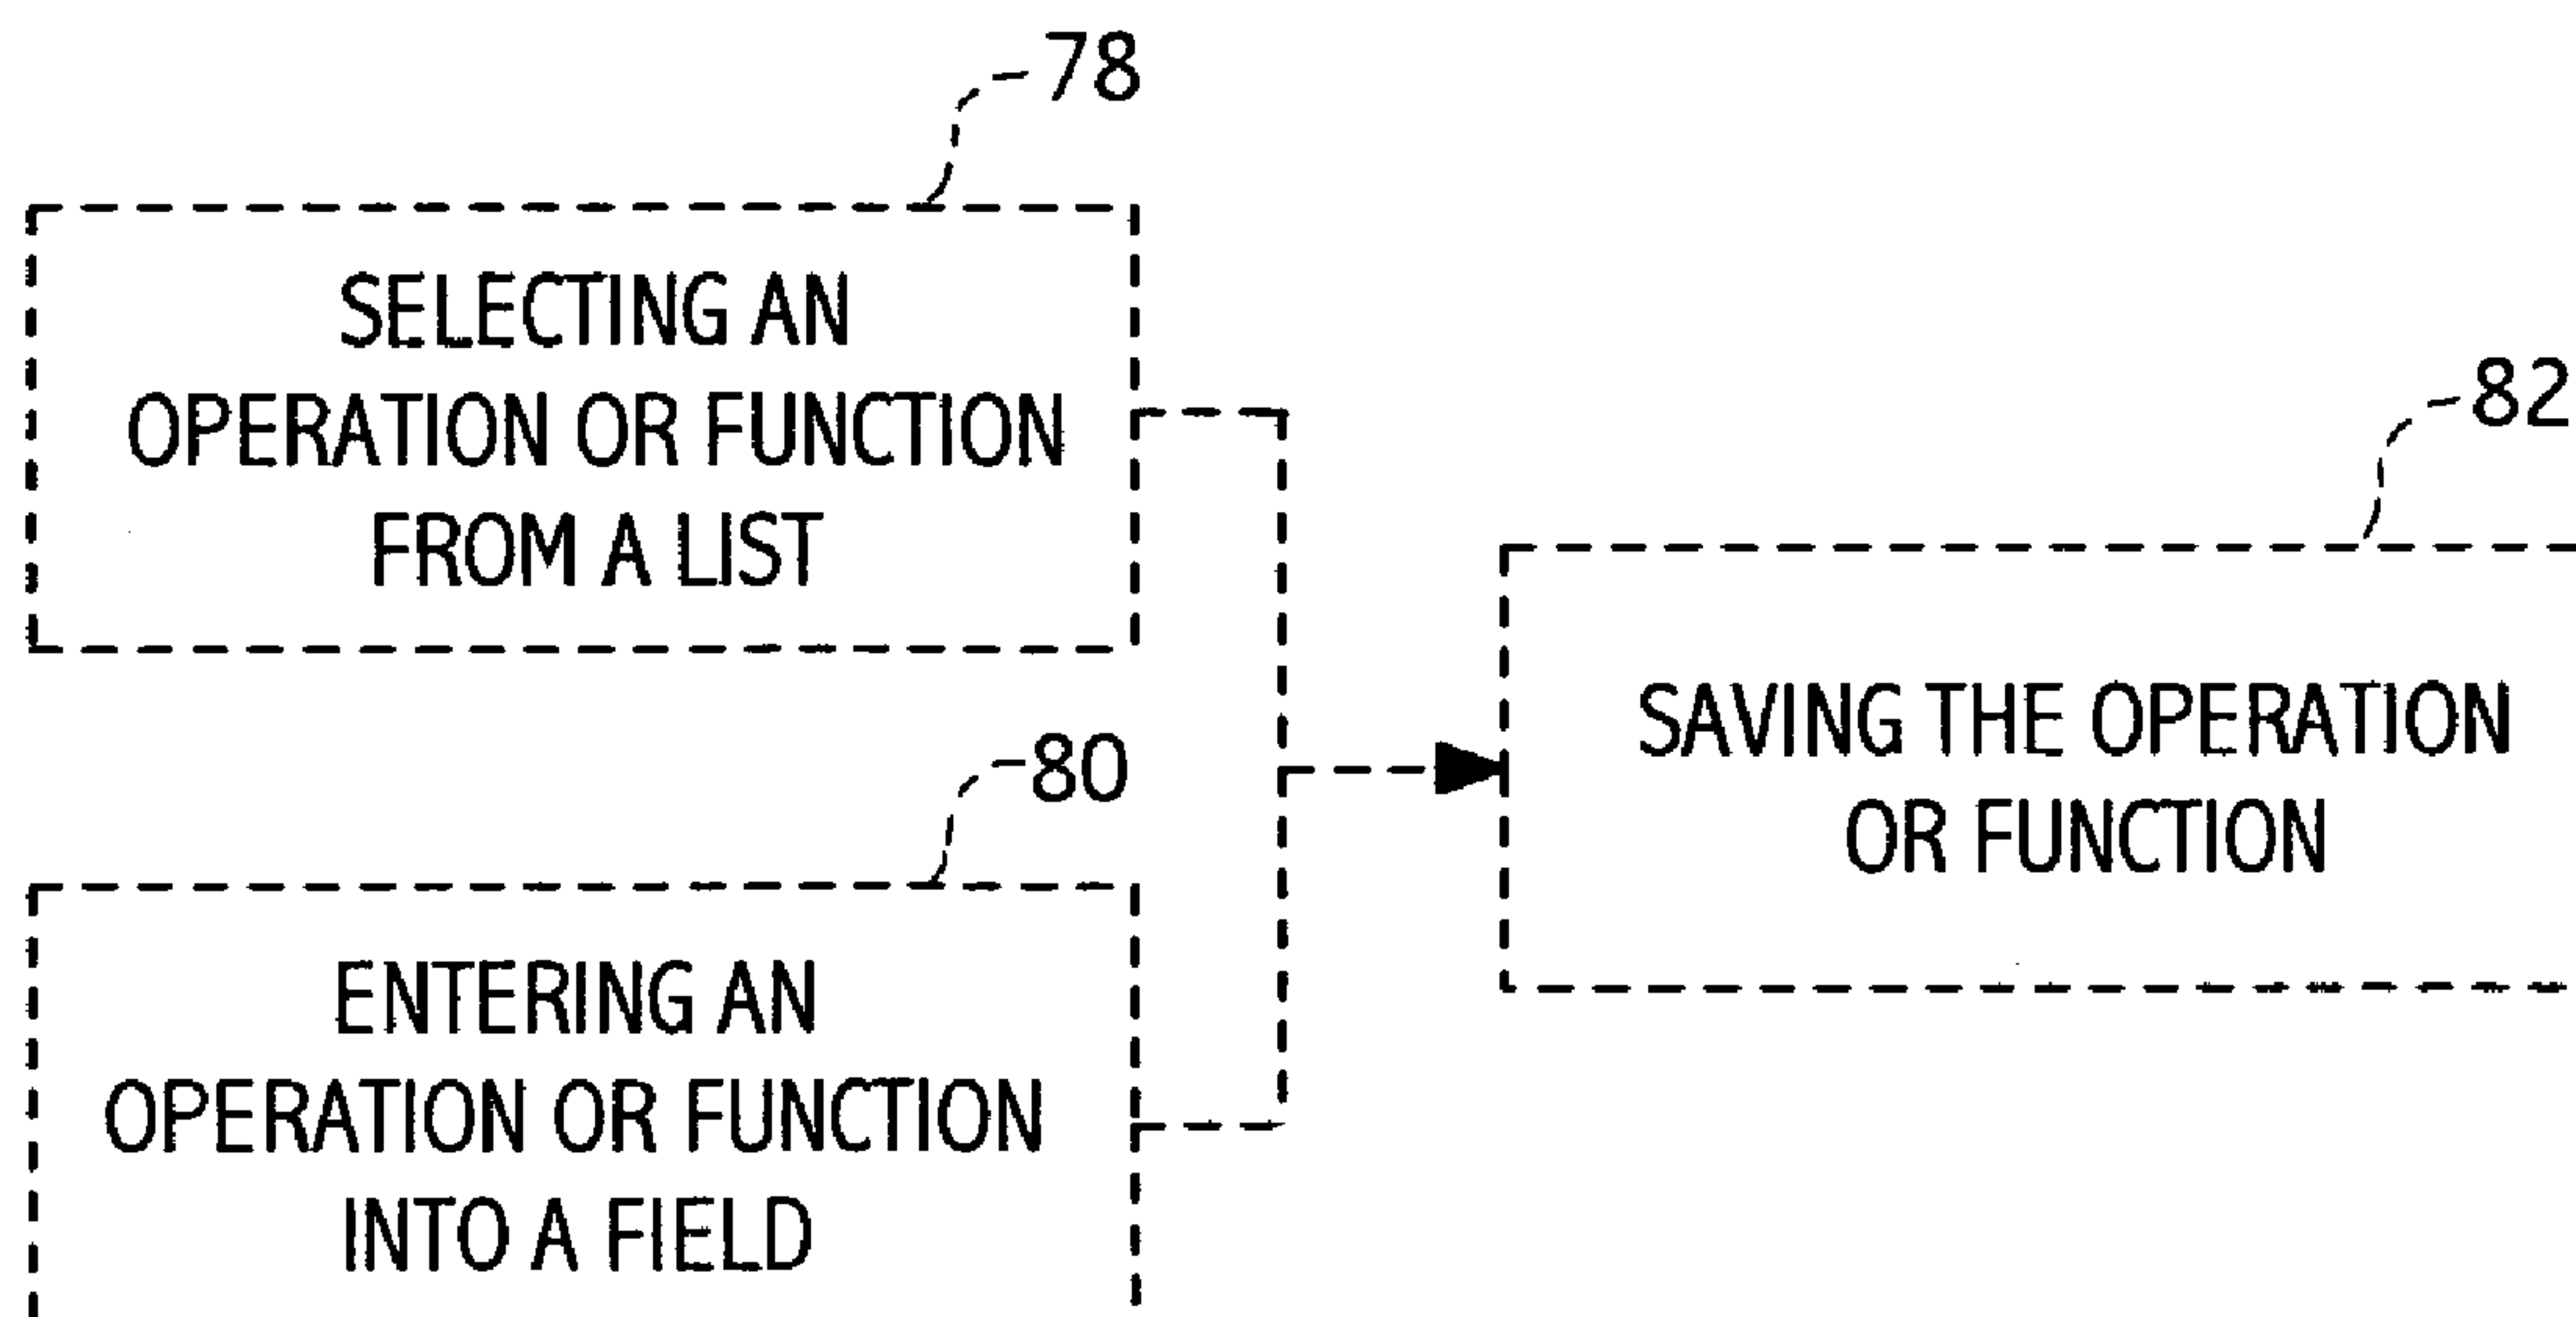 78
SELECTING AN
OPERATION OR FUNCTION
FROM A LIST
80
ENTERING AN
OPERATION OR FUNCTION
INTO A FIELD
82
SAVING THE OPERATION
OR FUNCTION